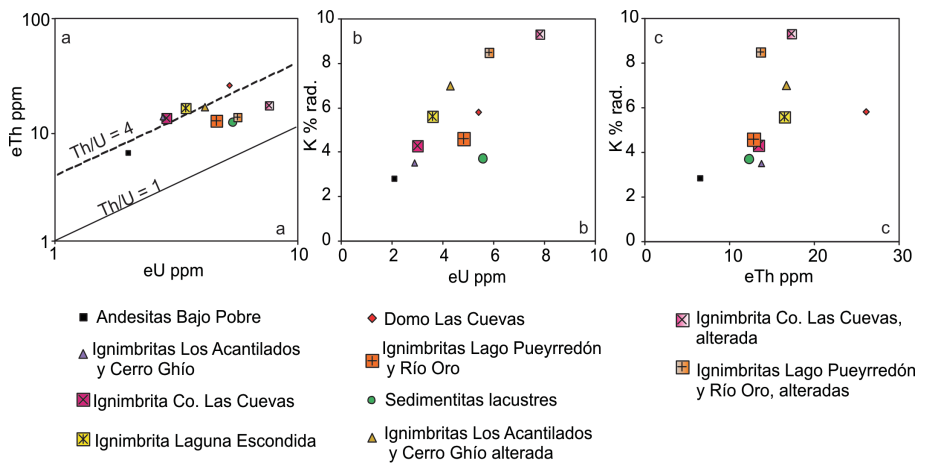 100
a
eTh ppm
10
Th/U = 4
Th/U = 1
a
1
1
10
eU ppm
10
b
8
K % rad.
6
4
2
0
b
0
2
4
6
8
10
eU ppm
10
c
8
K % rad.
6
4
2
0
c
0
10
20
30
eTh ppm
Andesitas Bajo Pobre
Ignimbritas Los Acantilados
y Cerro Ghío
Ignimbrita Co. Las Cuevas
Ignimbrita Laguna Escondida
Domo Las Cuevas
Ignimbritas Lago Pueyrredón
y Río Oro
Sedimentitas lacustres
Ignimbritas Los Acantilados
y Cerro Ghío alterada
Ignimbrita Co. Las Cuevas,
alterada
Ignimbritas Lago Pueyrredón
y Río Oro, alteradas